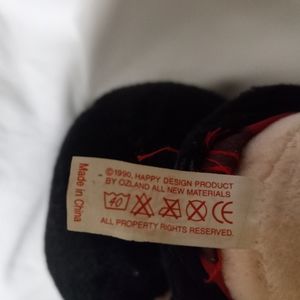 ©1990, HAPPY DESIGN PRODUCT
BY OZLAND ALL NEW MATERIALS
40 CE
ALL PROPERTY RIGHTS RESERVED.
Made in
China